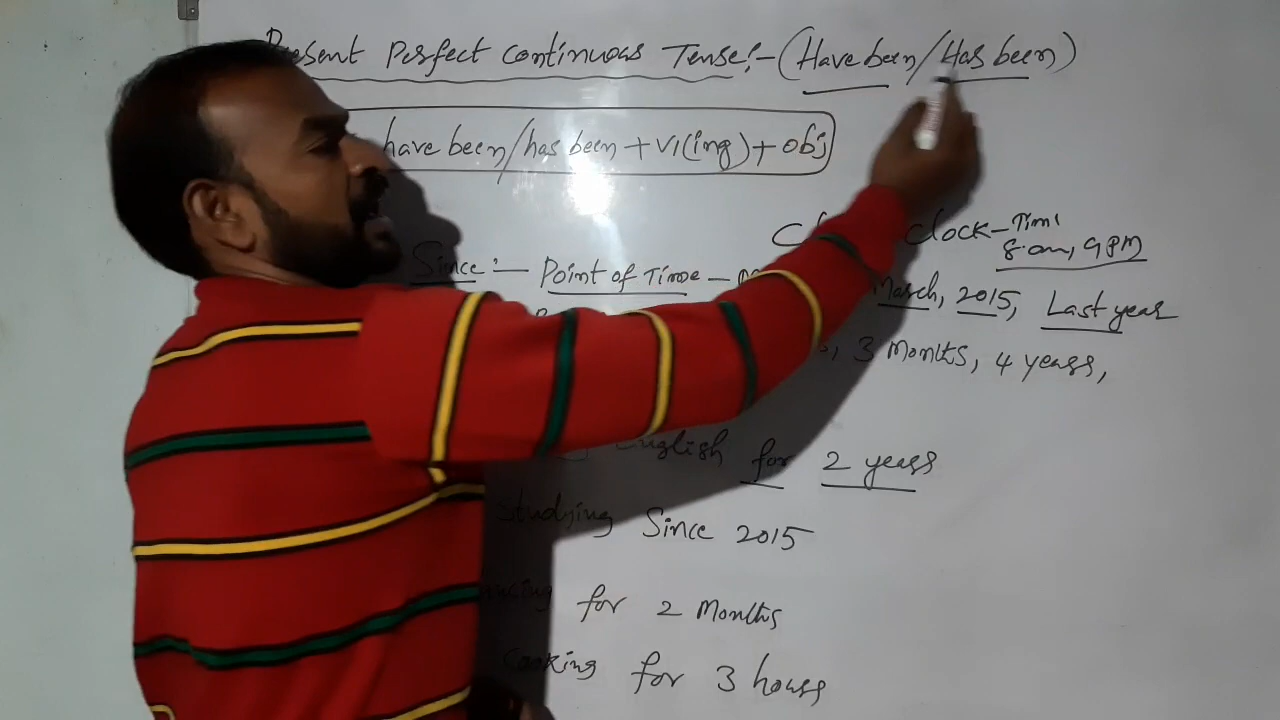 Present Perfect Continuous Tense:- (Have been/Has been)
have been/has been + V1(ing) + obj
clock-Time
8 am, 9 PM
Since :- Point of Time -
March, 2015, Last year
3 Months, 4 years,
English for 2 years
Studying Since 2015
for 2 Months
Cooking for 3 hours